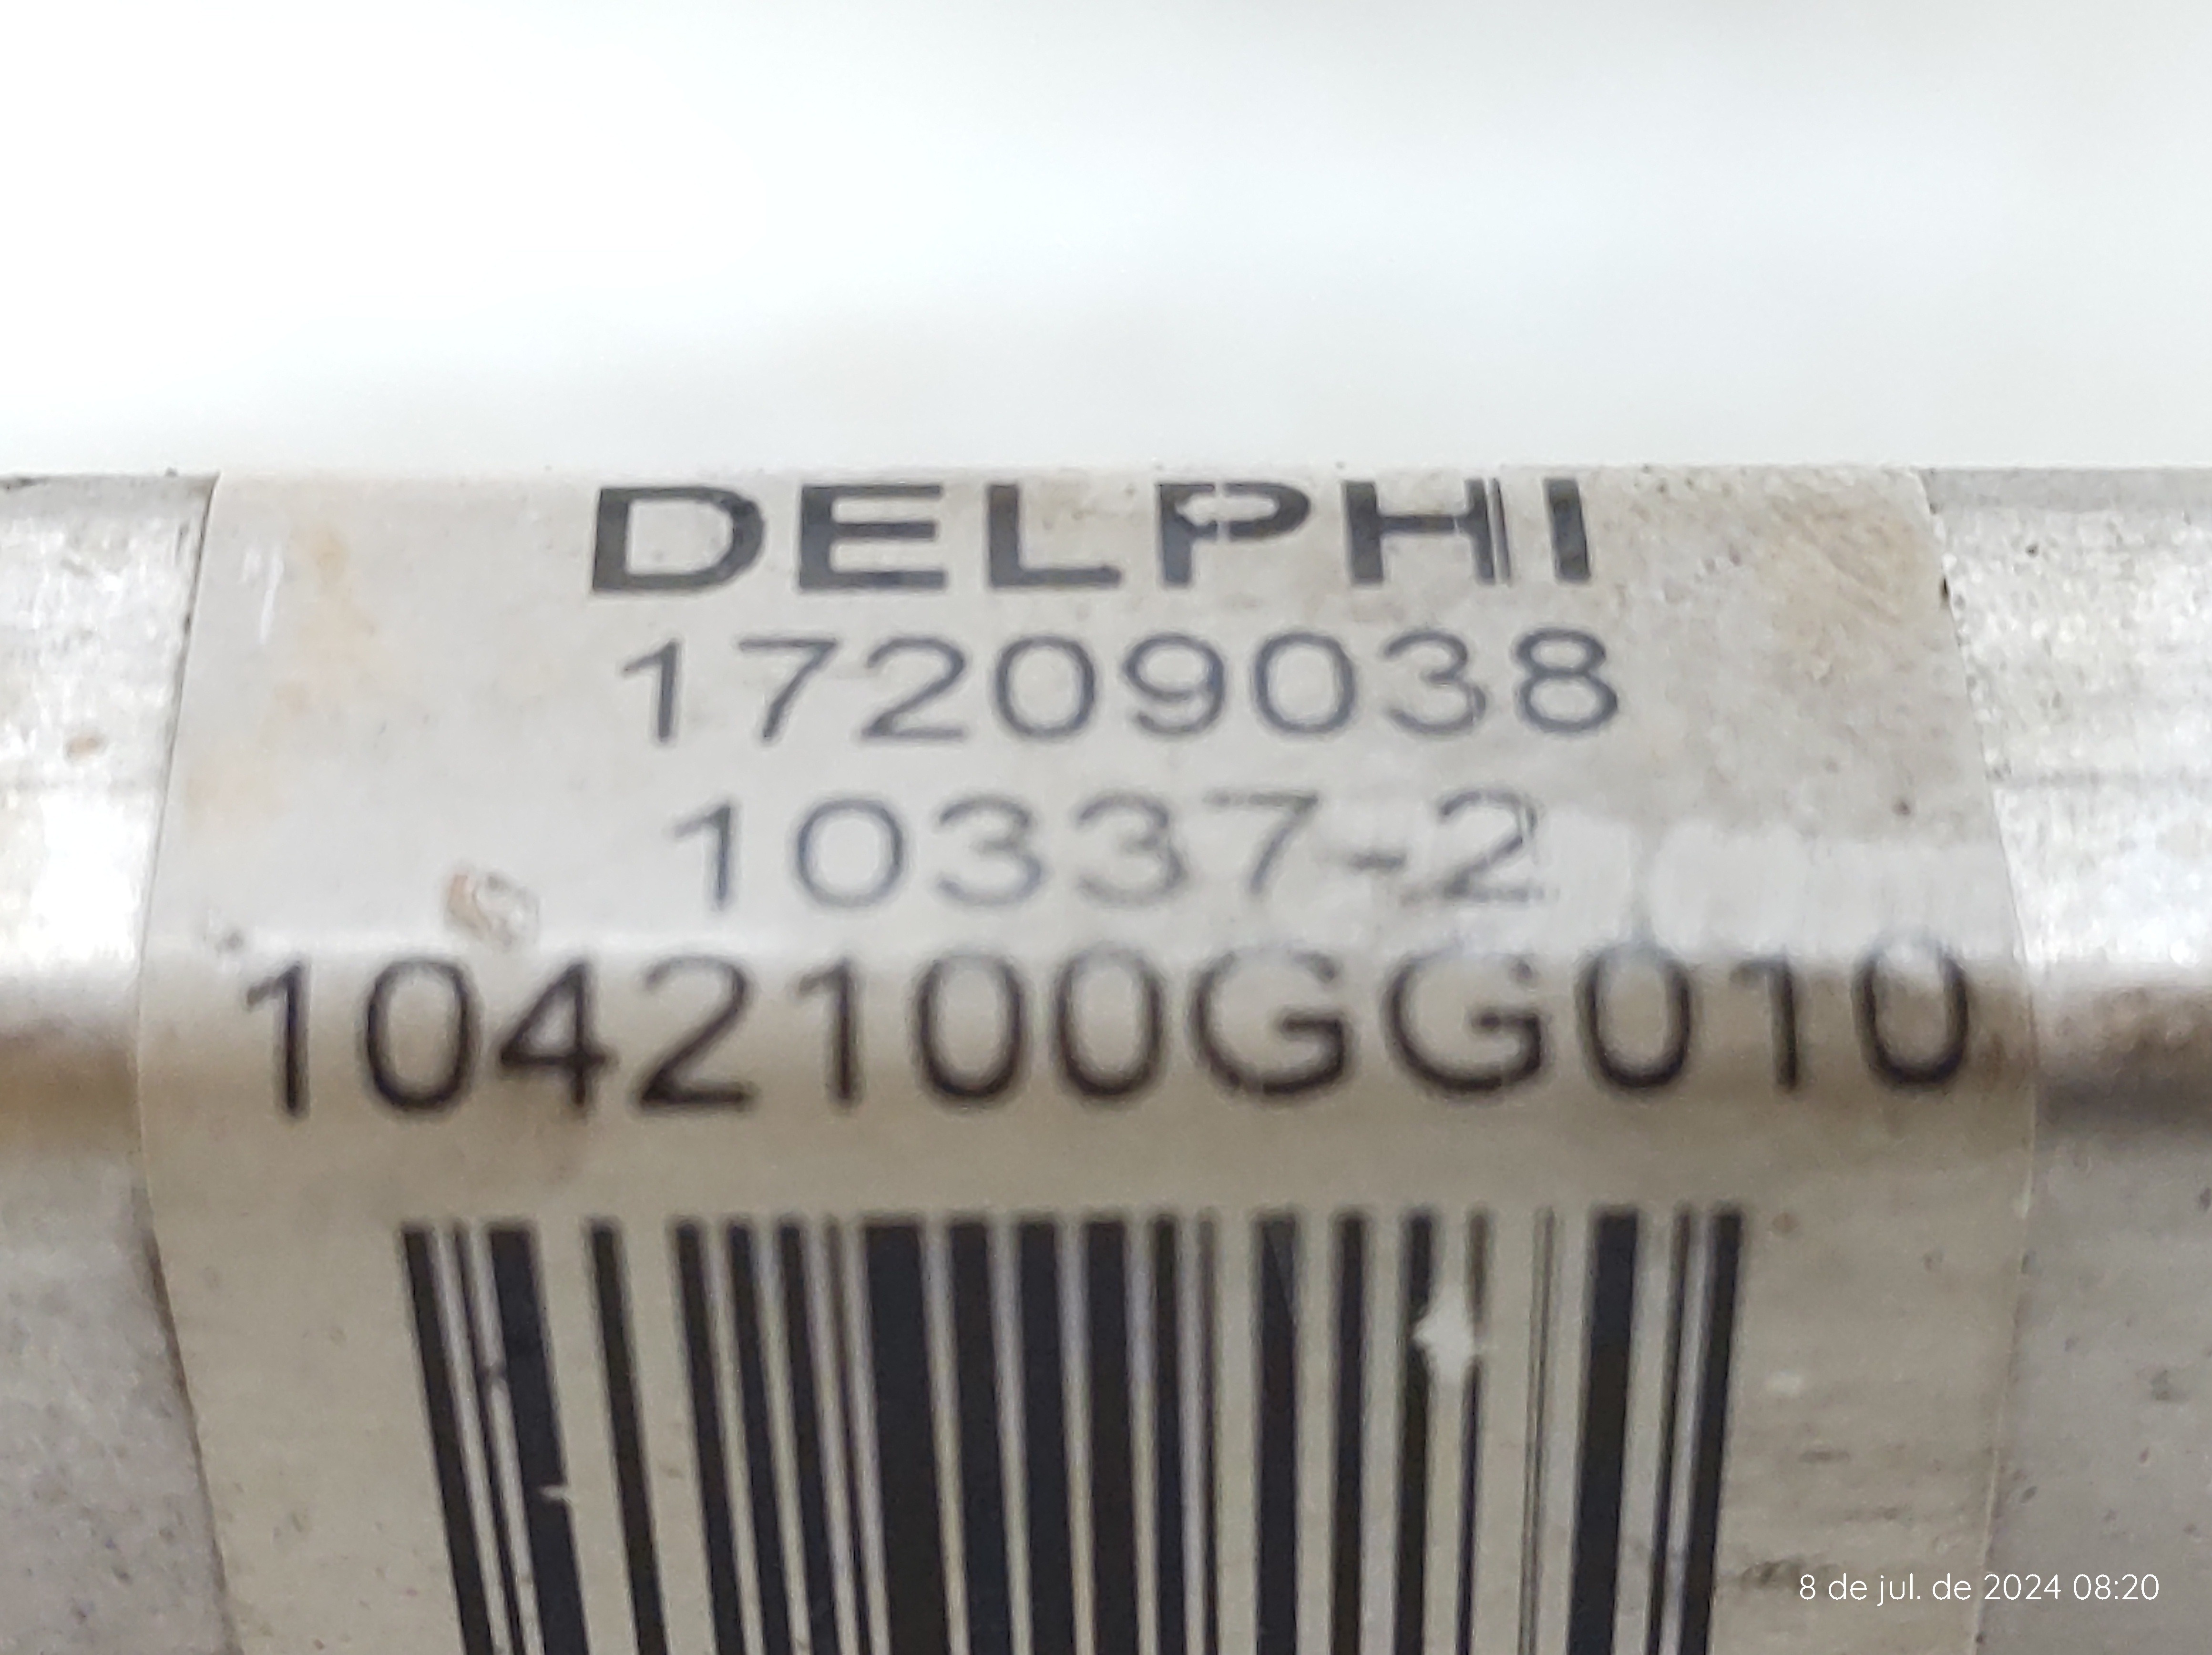 DELPHI
17209038
10337-2
1042100GG010
8 de jul. de 2024 08:20